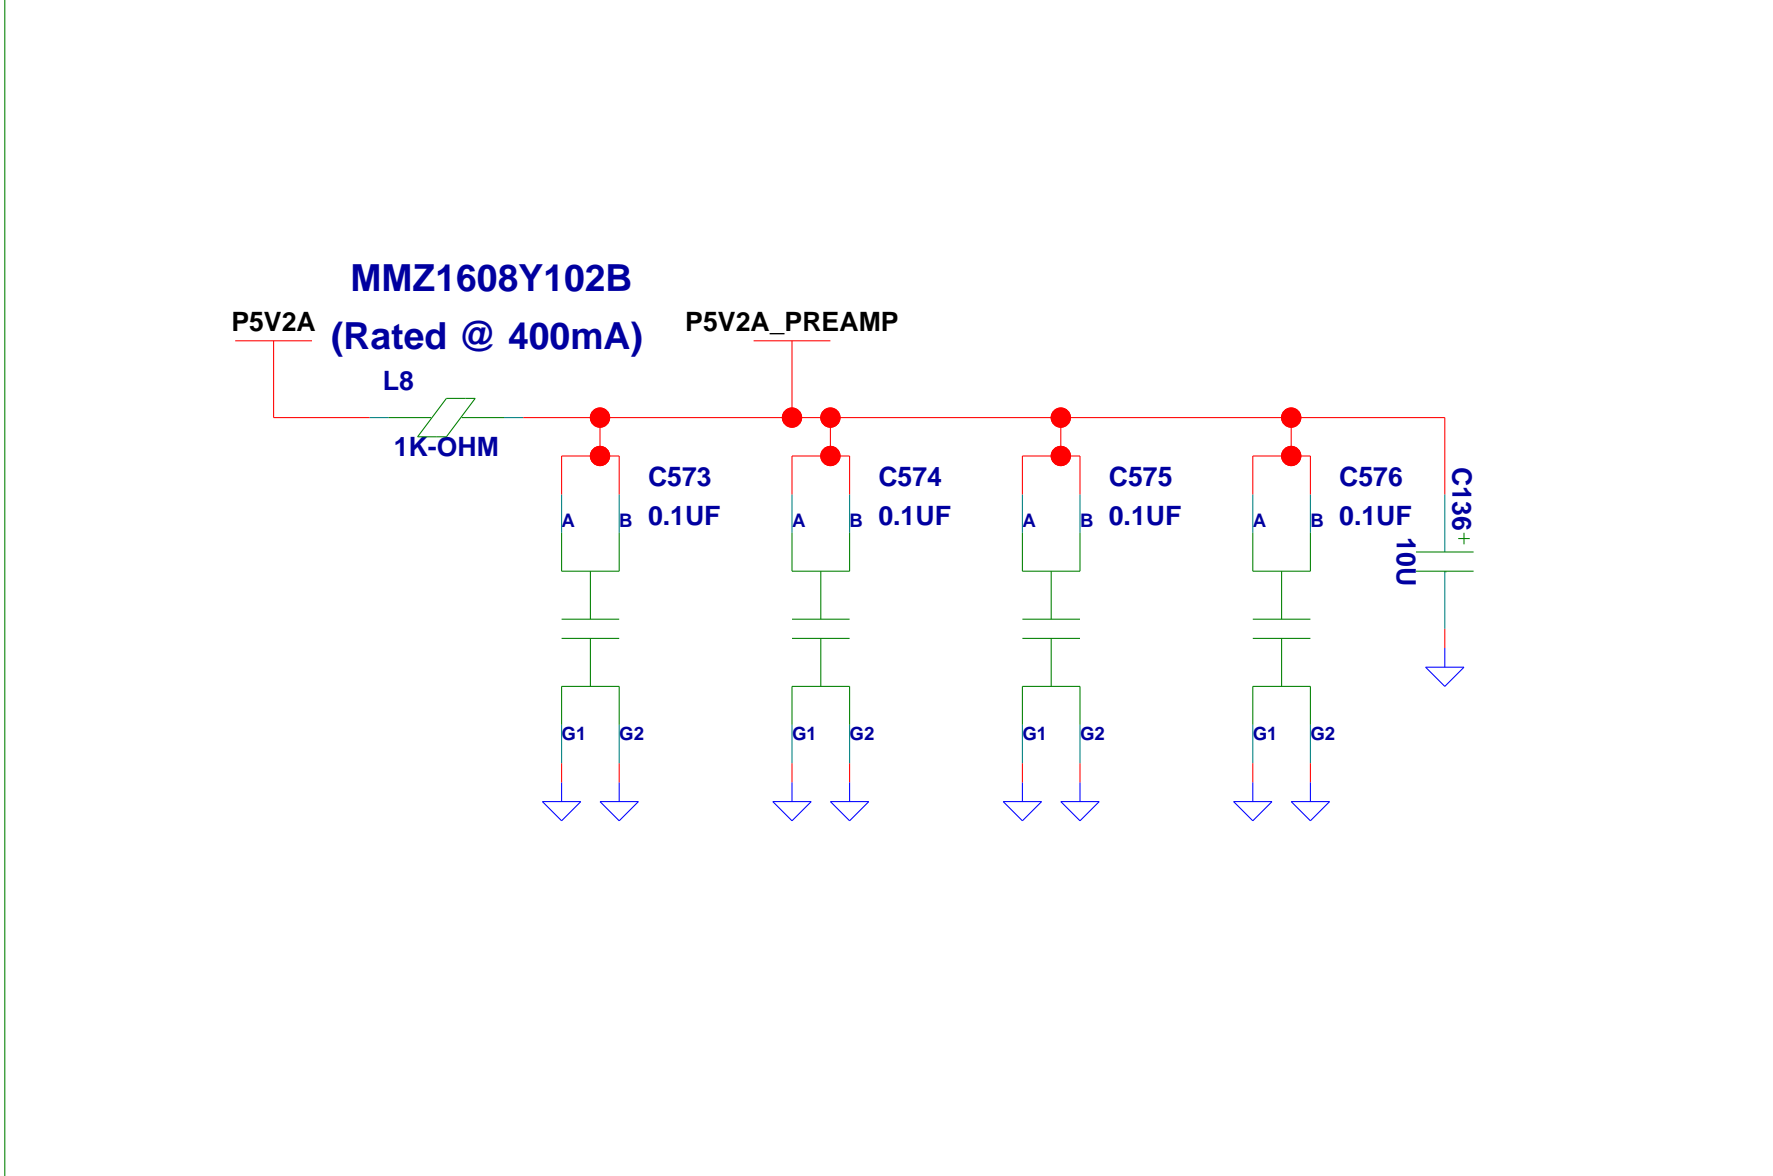 MMZ1608Y102B
P5V2A
(Rated @ 400mA)
P5V2A_PREAMP
L8
1K-OHM
C573
0.1UF
A
B
G1
G2
C574
0.1UF
A
B
G1
G2
C575
0.1UF
A
B
G1
G2
C576
0.1UF
A
B
G1
G2
C136
+
10U